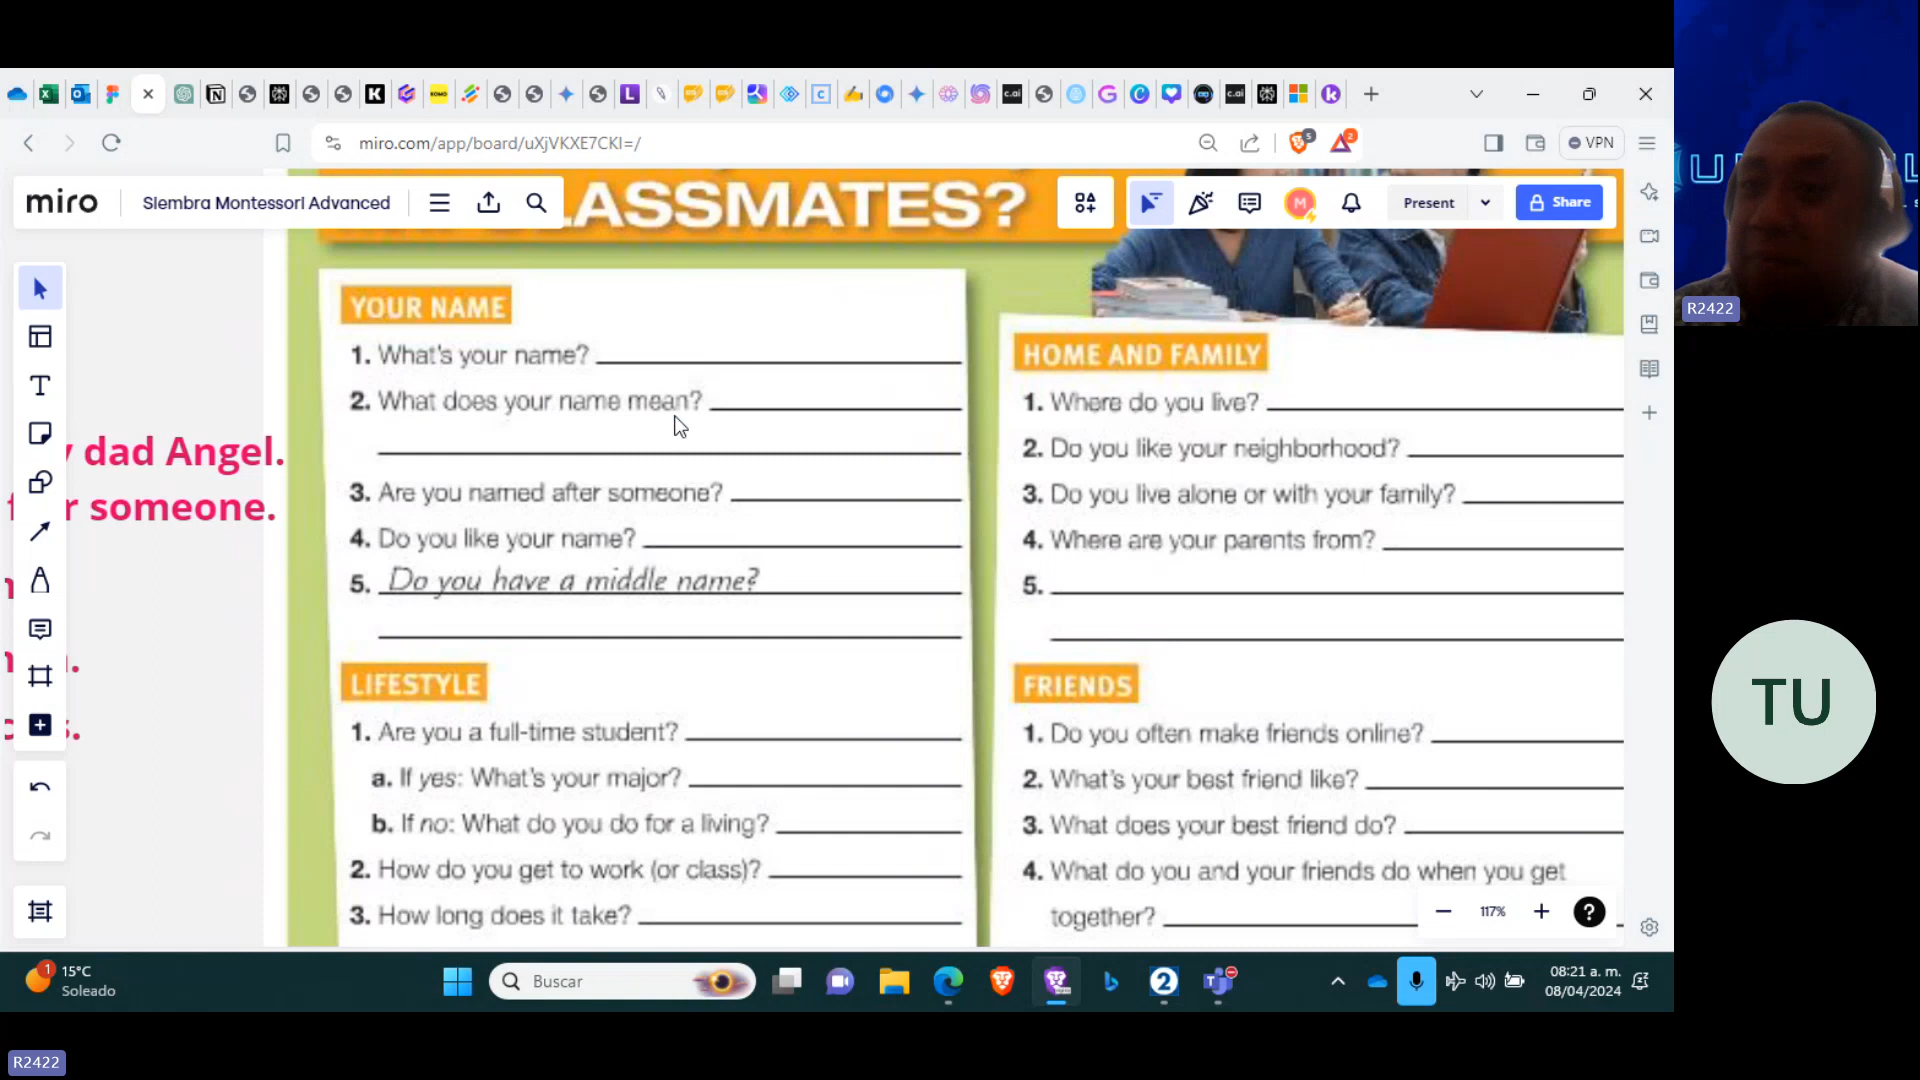 miro.com/app/board/uXjVKXE7CKI=/
5
2
VPN
miro
Siembra Montessori Advanced
LASSMATES?
M
Present
Share
dad Angel.
r someone.
YOUR NAME
1. What's your name?
2. What does your name mean?
3. Are you named after someone?
4. Do you like your name?
5. Do you have a middle name?
LIFESTYLE
1. Are you a full-time student?
a. If yes: What's your major?
b. If no: What do you do for a living?
2. How do you get to work (or class)?
3. How long does it take?
HOME AND FAMILY
1. Where do you live?
2. Do you like your neighborhood?
3. Do you live alone or with your family?
4. Where are your parents from?
5.
FRIENDS
1. Do you often make friends online?
2. What's your best friend like?
3. What does your best friend do?
4. What do you and your friends do when you get
together?
117%
R2422
TU
1
15°C
Soleado
Buscar
08:21 a. m.
08/04/2024
R2422